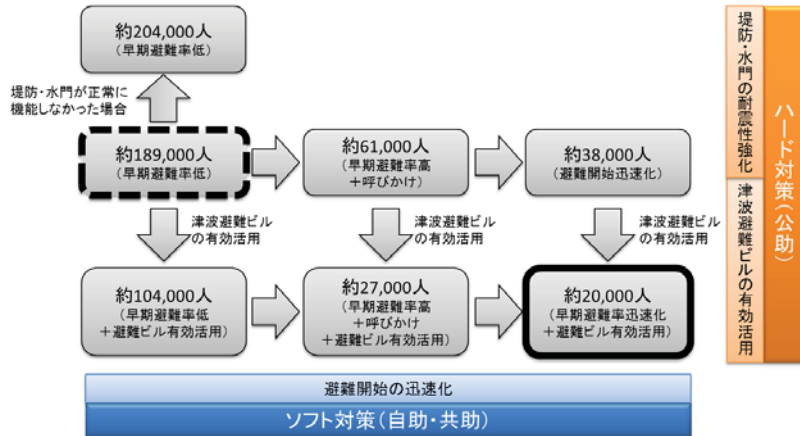 約204,000人
(早期避難率低)
堤防・水門が正常に
機能しなかった場合
約189,000人
(早期避難率低)
約61,000人
(早期避難率高
+呼びかけ)
約38,000人
(避難開始迅速化)
津波避難ビル
の有効活用
津波避難ビル
の有効活用
津波避難ビル
の有効活用
約104,000人
(早期避難率低
+避難ビル有効活用)
約27,000人
(早期避難率高
+呼びかけ
+避難ビル有効活用)
約20,000人
(早期避難率迅速化
+避難ビル有効活用)
避難開始の迅速化
ソフト対策(自助・共助)
堤防・水門の耐震性強化
津波避難ビルの有効活用
ハード対策(公助)